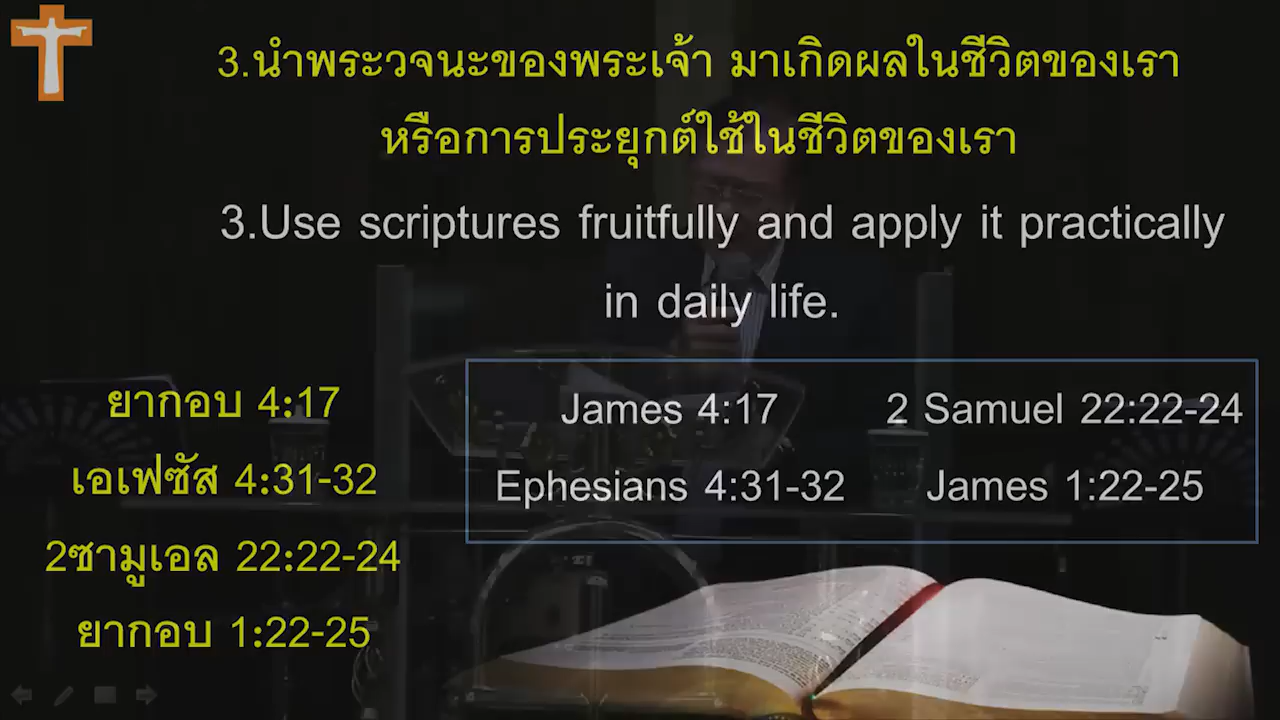 3.นำพระวจนะของพระเจ้า มาเกิดผลในชีวิตของเรา
หรือการประยุกต์ใช้ในชีวิตของเรา
3.Use scriptures fruitfully and apply it practically
in daily life.
ยากอบ 4:17
เอเฟซัส 4:31-32
2ซามูเอล 22:22-24
ยากอบ 1:22-25
James 4:17 2 Samuel 22:22-24
Ephesians 4:31-32 James 1:22-25